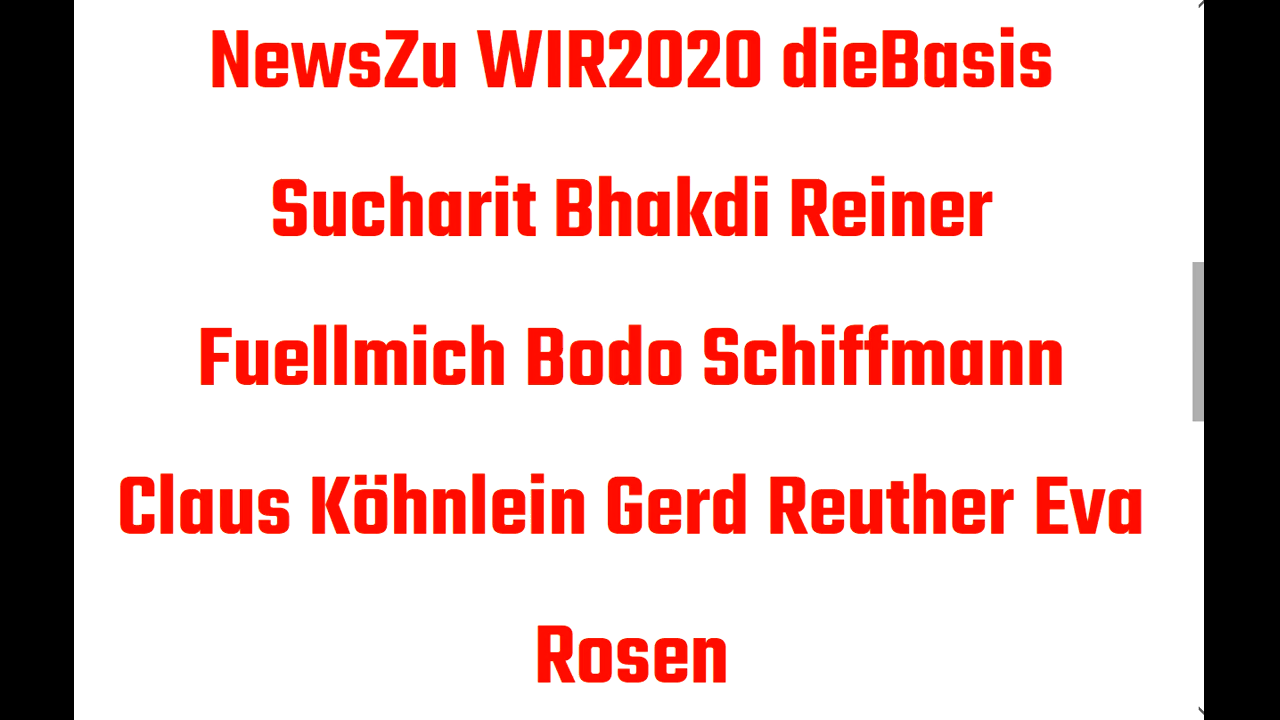 NewsZu WIR2020 dieBasis
Sucharit Bhakdi Reiner
Fuellmich Bodo Schiffmann
Claus Köhnlein Gerd Reuther Eva
Rosen